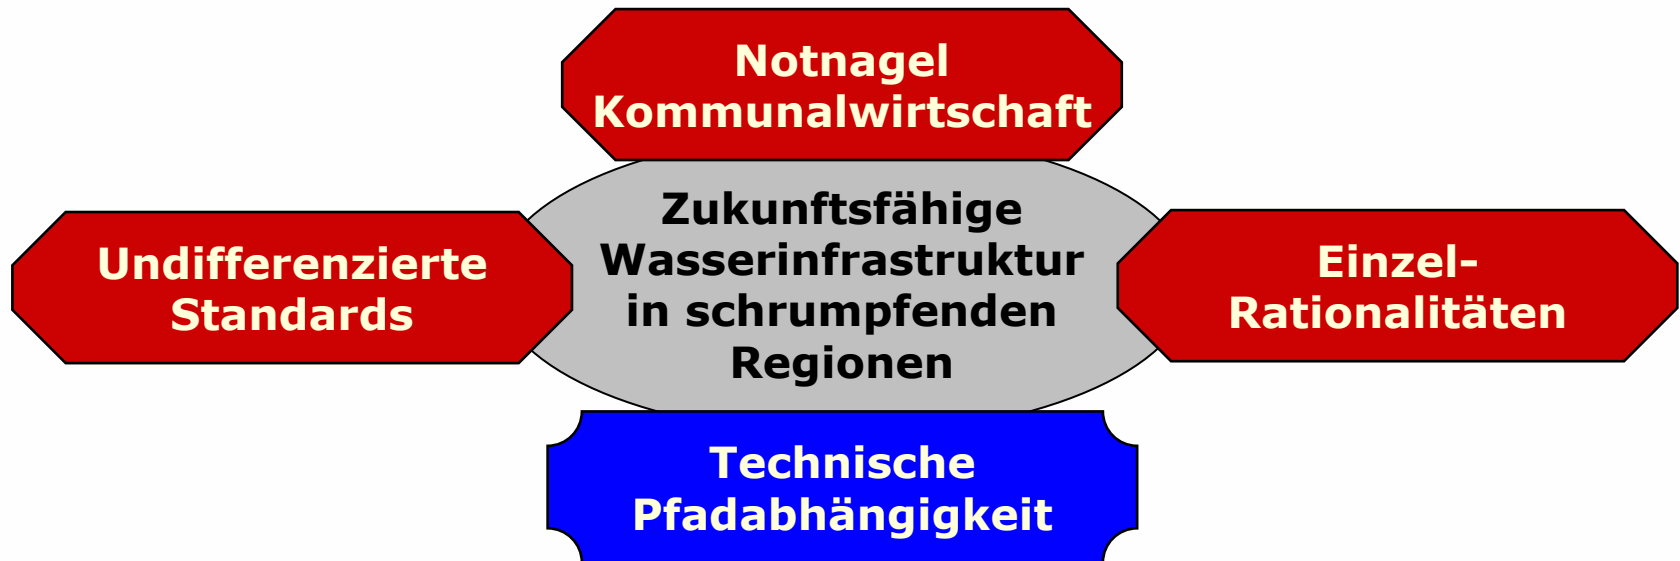 Notnagel
Kommunalwirtschaft
Zukunftsfähige
Wasserinfrastruktur
in schrumpfenden
Regionen
Undifferenzierte
Standards
Einzel-
Rationalitäten
Technische
Pfadabhängigkeit